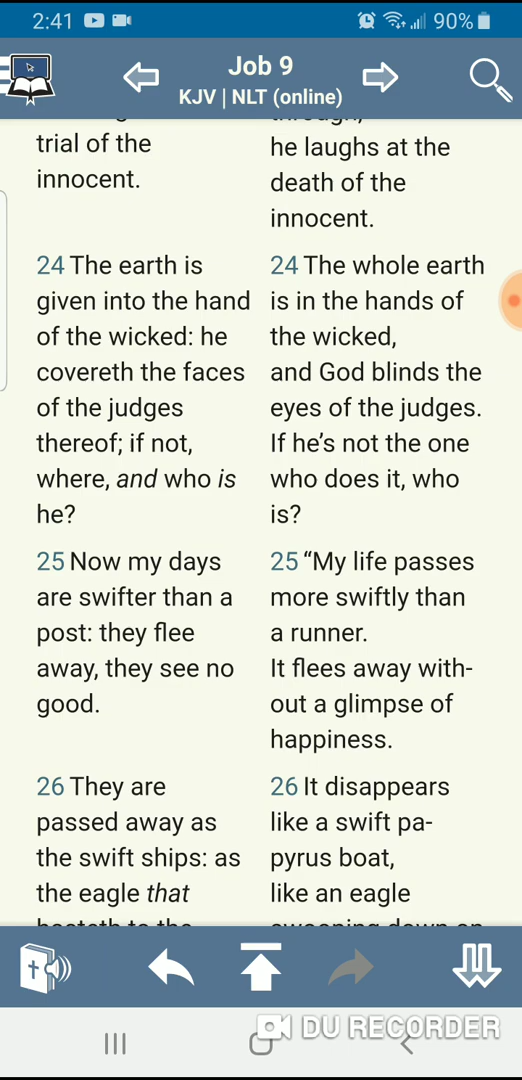 2:41 90%
Job 9
KJV | NLT (online)
trial of the
innocent.
24 The earth is
given into the hand
of the wicked: he
covereth the faces
of the judges
thereof; if not,
where, and who is
he?
25 Now my days
are swifter than a
post: they flee
away, they see no
good.
26 They are
passed away as
the swift ships: as
the eagle that
through,
he laughs at the
death of the
innocent.
24 The whole earth
is in the hands of
the wicked,
and God blinds the
eyes of the judges.
If he’s not the one
who does it, who
is?
25 “My life passes
more swiftly than
a runner.
It flees away with-
out a glimpse of
happiness.
26 It disappears
like a swift pa-
pyrus boat,
like an eagle
swooping down on
DU RECORDER